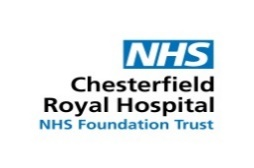 NHS
Chesterfield
Royal Hospital
NHS Foundation Trust